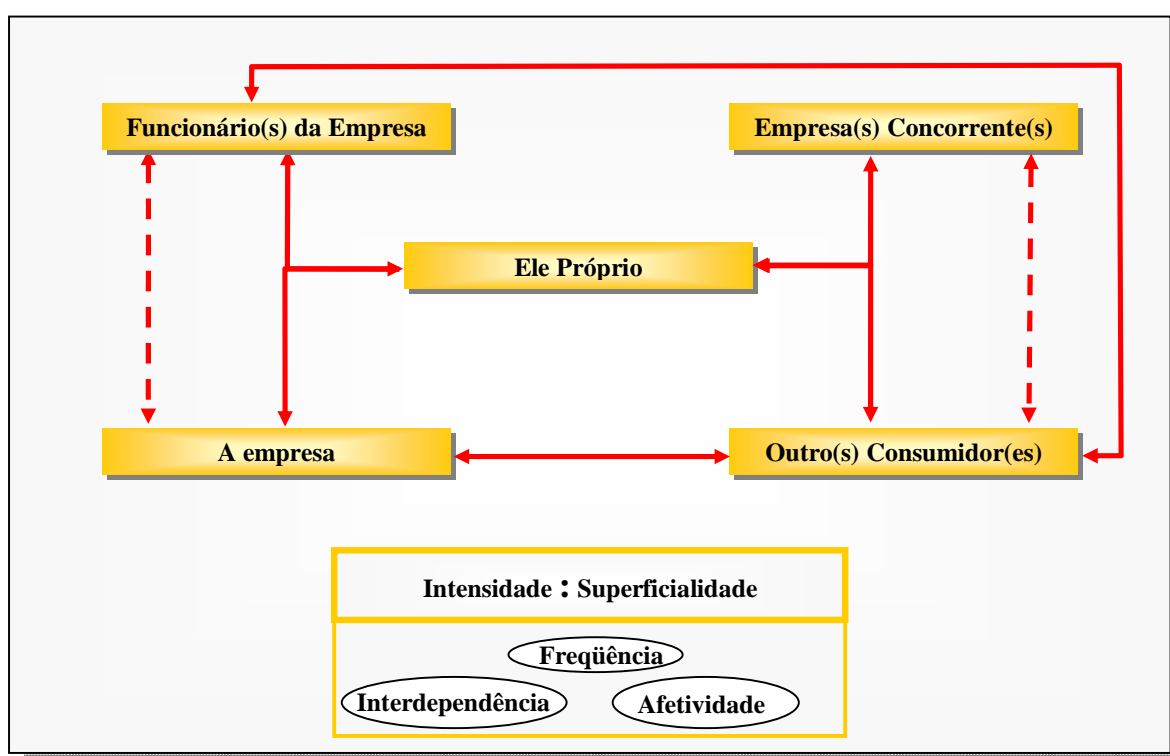 Funcionário(s) da Empresa
Empresa(s) Concorrente(s)
Ele Próprio
A empresa
Outro(s) Consumidor(es)
Intensidade : Superficialidade
Freqüência
Interdependência
Afetividade